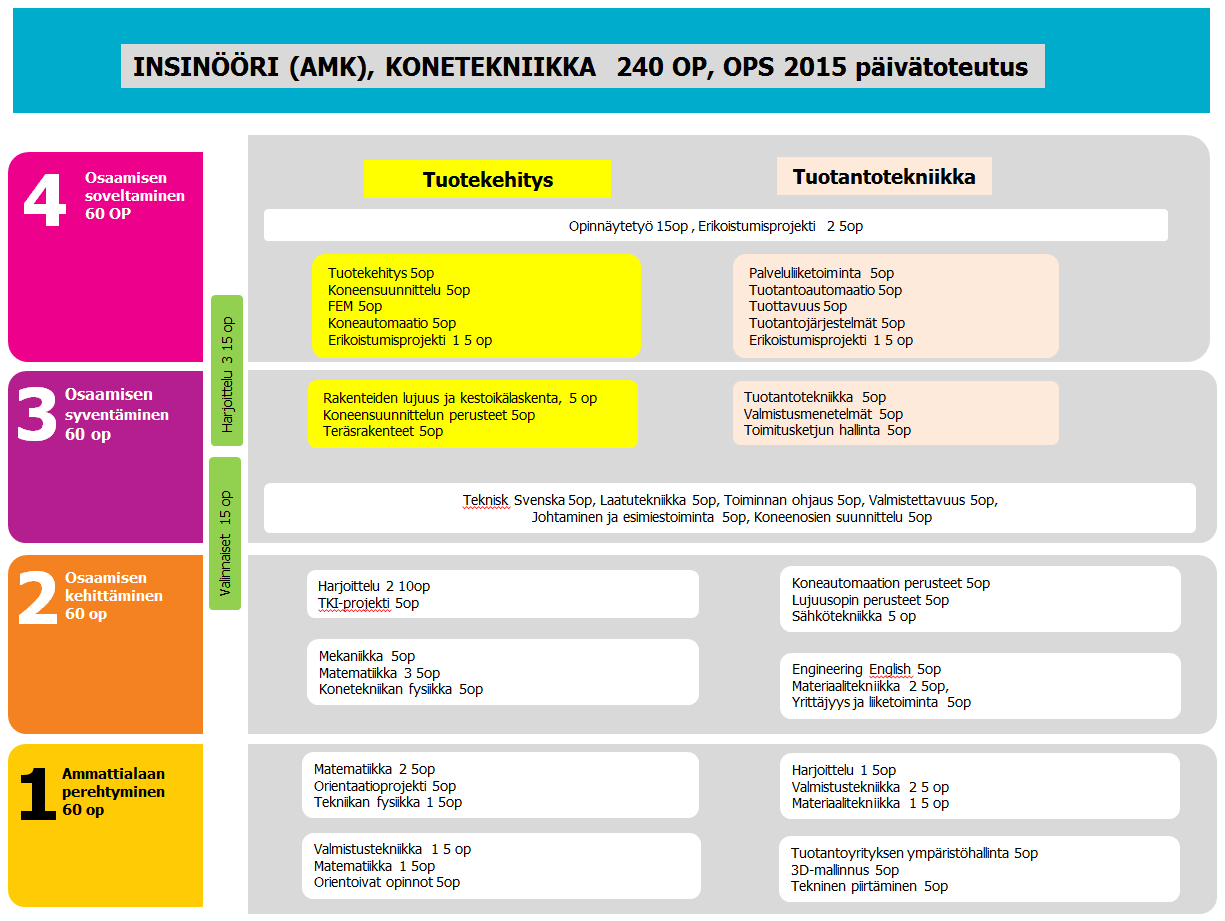 INSINÖÖRI (AMK), KONETEKNIIKKA 240 OP, OPS 2015 päivätoteutus
4
Osaamisen
soveltaminen
60 OP
Tuotekehitys
Tuotantotekniikka
Opinnäytetyö 15op , Erikoistumisprojekti 2 5op
Tuotekehitys 5op
Koneensuunnittelu 5op
FEM 5op
Koneautomaatio 5op
Erikoistumisprojekti 1 5 op
Palveluliiketoiminta 5op
Tuotantoautomaatio 5op
Tuottavuus 5op
Tuotantojärjestelmät 5op
Erikoistumisprojekti 1 5 op
Harjoittelu 3 15 op
3
Osaamisen
syventäminen
60 op
Rakenteiden lujuus ja kestoikälaskenta, 5 op
Koneensuunnittelun perusteet 5op
Teräsrakenteet 5op
Tuotantotekniikka 5op
Valmistusmenetelmät 5op
Toimitusketjun hallinta 5op
Teknisk Svenska 5op, Laatutekniikka 5op, Toiminnan ohjaus 5op, Valmistettavuus 5op,
Johtaminen ja esimiestoiminta 5op, Koneenosien suunnittelu 5op
Valinnaiset 15 op
2
Osaamisen
kehittäminen
60 op
Harjoittelu 2 10op
TKI-projekti 5op
Koneautomaation perusteet 5op
Lujuusopin perusteet 5op
Sähkötekniikka 5 op
Mekaniikka 5op
Matematiikka 3 5op
Konetekniikan fysiikka 5op
Engineering English 5op
Materiaalitekniikka 2 5op,
Yrittäjyys ja liiketoiminta 5op
1
Ammattialaan
perehtyminen
60 op
Matematiikka 2 5op
Orientaatioprojekti 5op
Tekniikan fysiikka 1 5op
Harjoittelu 1 5op
Valmistustekniikka 2 5 op
Materiaalitekniikka 1 5 op
Valmistustekniikka 1 5 op
Matematiikka 1 5op
Orientoivat opinnot 5op
Tuotantoyrityksen ympäristöhallinta 5op
3D-mallinnus 5op
Tekninen piirtäminen 5op